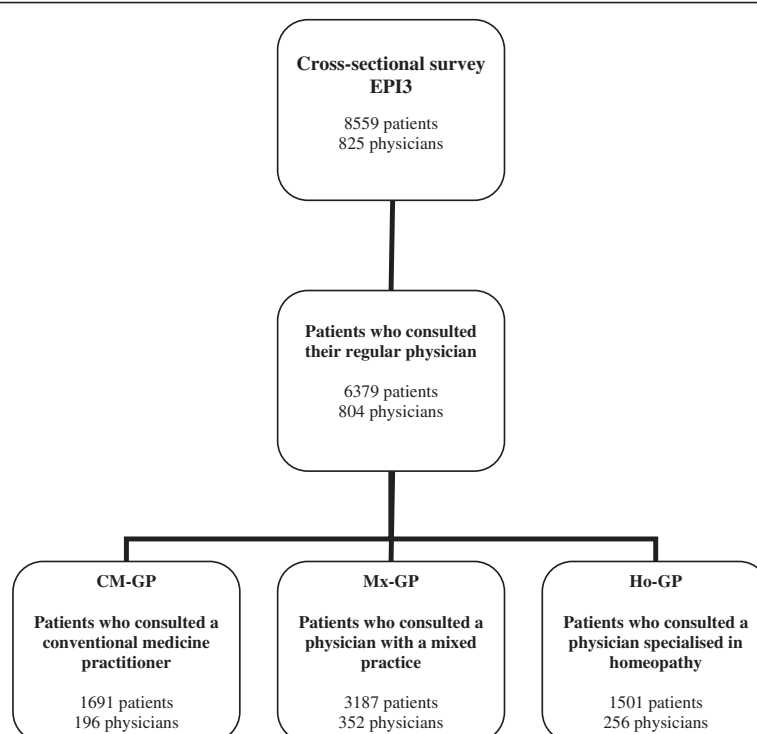 Cross-sectional survey
EPI3
8559 patients
825 physicians
Patients who consulted
their regular physician
6379 patients
804 physicians
CM-GP
Patients who consulted a
conventional medicine
practitioner
1691 patients
196 physicians
Mx-GP
Patients who consulted a
physician with a mixed
practice
3187 patients
352 physicians
Ho-GP
Patients who consulted a
physician specialised in
homeopathy
1501 patients
256 physicians